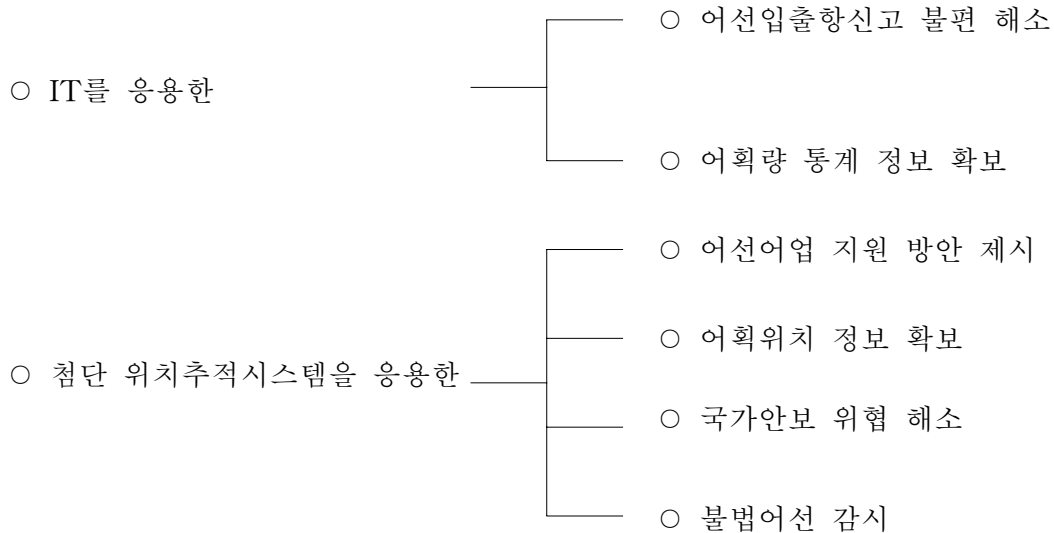 ○ 어선입출항신고 불편 해소
○ IT를 응용한
○ 어획량 통계 정보 확보
○ 어선어업 지원 방안 제시
○ 어획위치 정보 확보
○ 첨단 위치추적시스템을 응용한
○ 국가안보 위협 해소
○ 불법어선 감시